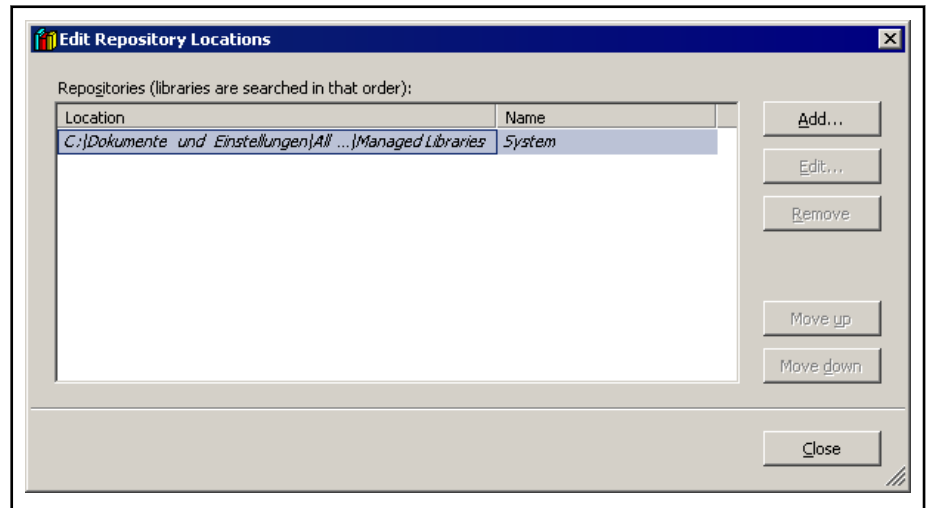 Edit Repository Locations
Repositories (libraries are searched in that order):
Location Name
C:\Dokumente und Einstellungen\All ...\Managed Libraries System
Add...
Edit...
Remove
Move up
Move down
Close